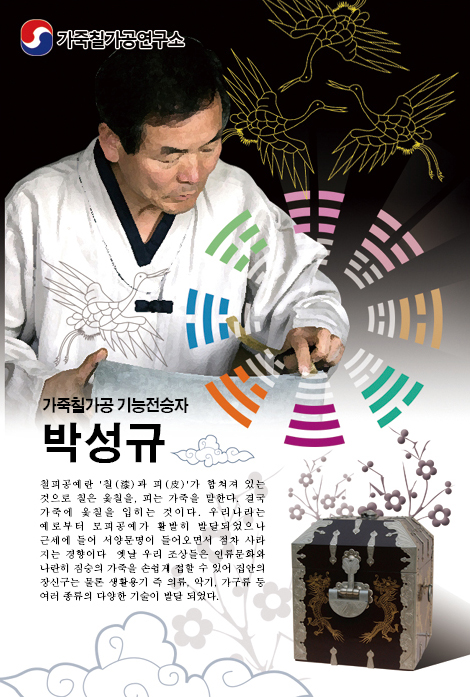 가죽칠가공연구소
가죽칠가공 기능전승자
박성규
칠피공예란 '칠(漆)과 피(皮)'가 합쳐져 있는
것으로 칠은 옻칠을, 피는 가죽을 말한다. 결국
가죽에 옻칠을 입히는 것이다. 우리나라는
예로부터 모피공예가 활발히 발달되었으나
근세에 들어 서양문명이 들어오면서 점차 사라
지는 경향이다 옛날 우리 조상들은 인류문화와
나란히 짐승의 가죽을 손쉽게 접할 수 있어 집안의
장신구는 물론 생활용기 즉 의류, 악기, 가구류 등
여러 종류의 다양한 기술이 발달 되었다.